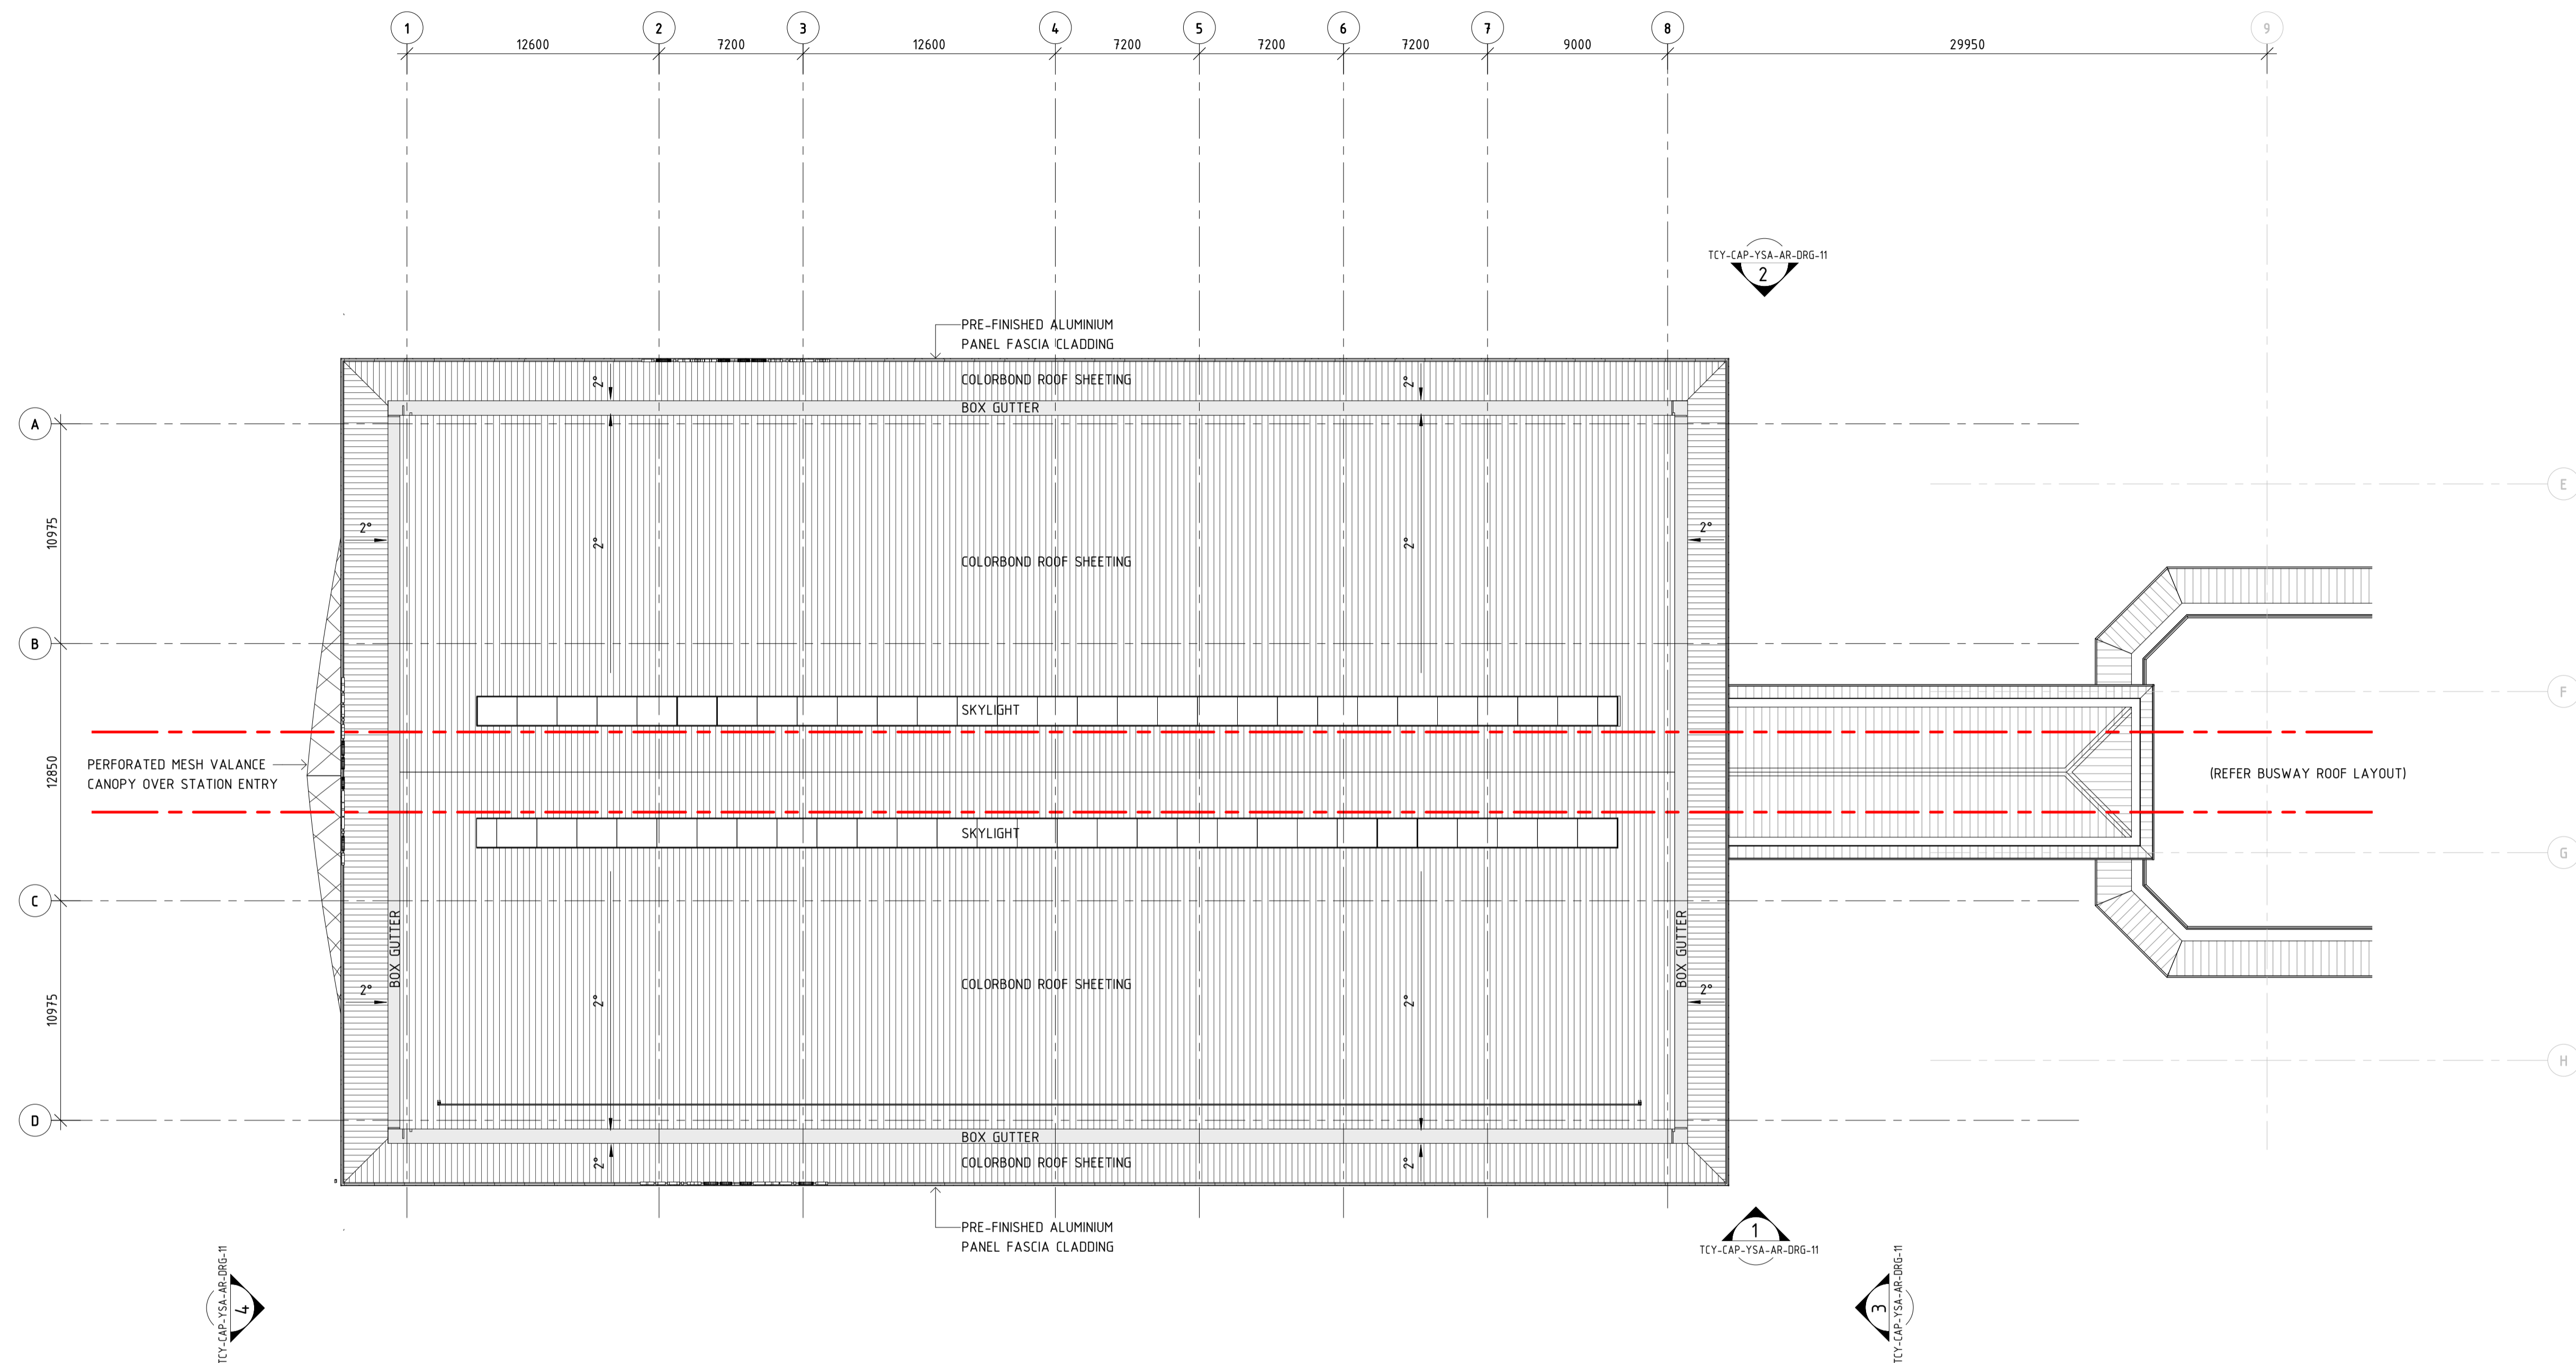 1 2 3 4 5 6 7 8 9
12600 7200 12600 7200 7200 7200 9000 29950
TCY-CAP-YSA-AR-DRG-11
2
PRE-FINISHED ALUMINIUM
PANEL FASCIA CLADDING
2° COLORBOND ROOF SHEETING 2°
BOX GUTTER
A
E
10975
2° 2° 2° 2°
COLORBOND ROOF SHEETING
B
F
SKYLIGHT
PERFORATED MESH VALANCE
CANOPY OVER STATION ENTRY
12850
(REFER BUSWAY ROOF LAYOUT)
SKYLIGHT
G
C
BOX GUTTER
BOX GUTTER
COLORBOND ROOF SHEETING
2° 2° 2° 2°
10975
H
D
BOX GUTTER
2° COLORBOND ROOF SHEETING 2°
PRE-FINISHED ALUMINIUM
PANEL FASCIA CLADDING
1
TCY-CAP-YSA-AR-DRG-11
TCY-CAP-YSA-AR-DRG-11
4
3
TCY-CAP-YSA-AR-DRG-11